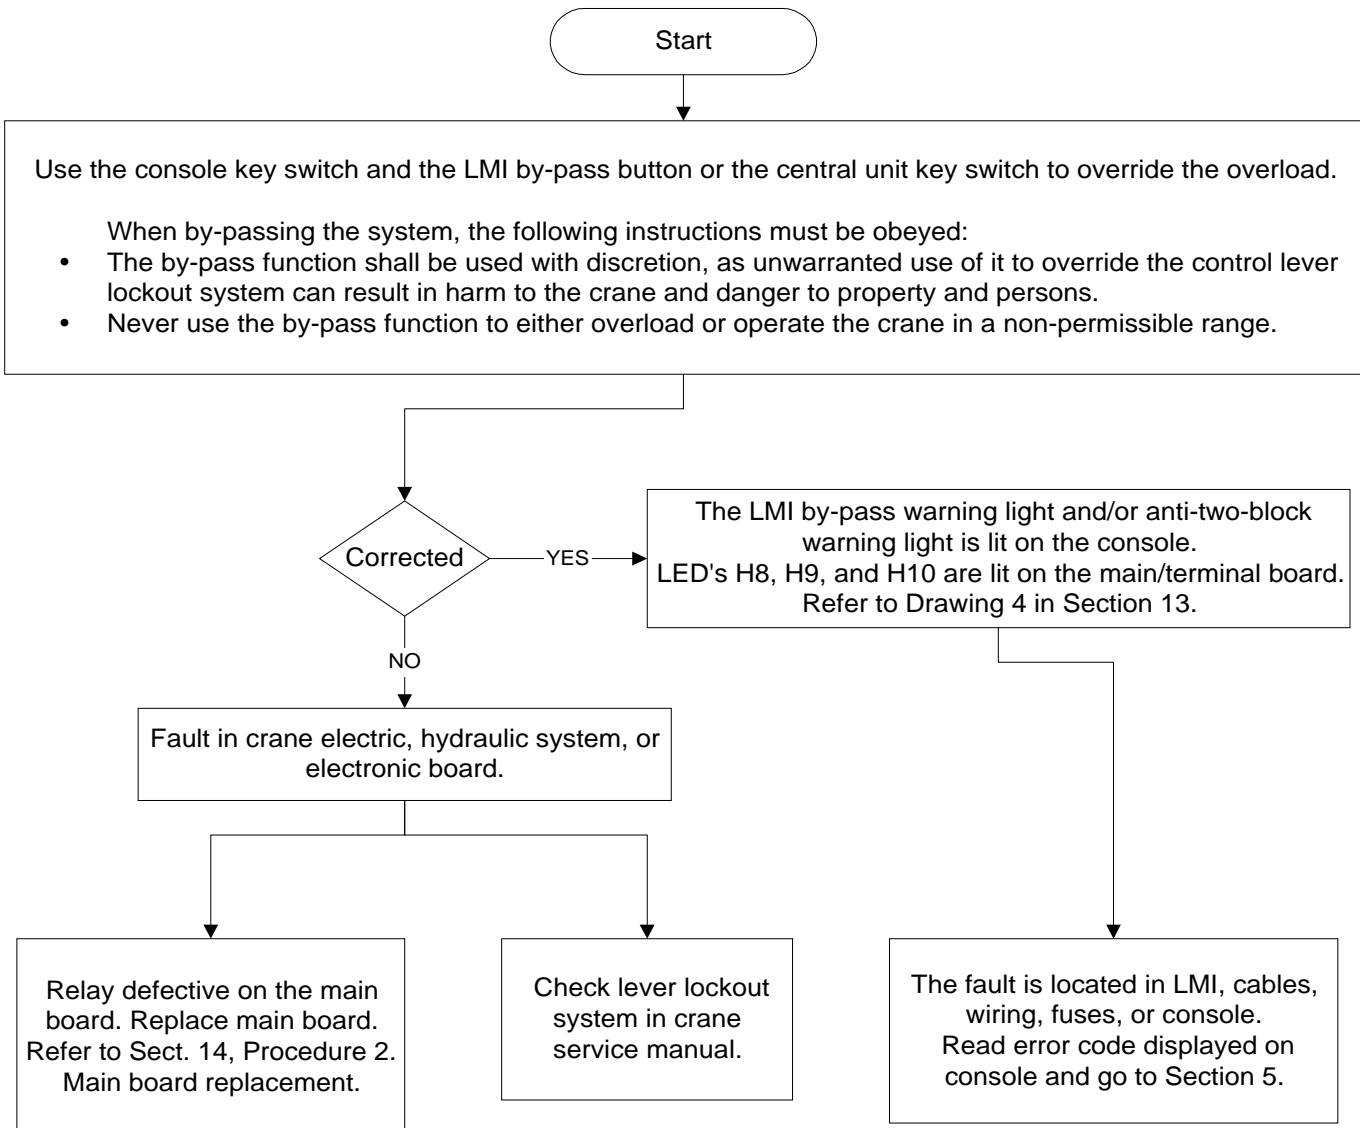 Start
Use the console key switch and the LMI by-pass button or the central unit key switch to override the overload.
When by-passing the system, the following instructions must be obeyed:
• The by-pass function shall be used with discretion, as unwarranted use of it to override the control lever
lockout system can result in harm to the crane and danger to property and persons.
• Never use the by-pass function to either overload or operate the crane in a non-permissible range.
Corrected
YES
The LMI by-pass warning light and/or anti-two-block
warning light is lit on the console.
LED's H8, H9, and H10 are lit on the main/terminal board.
Refer to Drawing 4 in Section 13.
NO
Fault in crane electric, hydraulic system, or
electronic board.
Relay defective on the main
board. Replace main board.
Refer to Sect. 14, Procedure 2.
Main board replacement.
Check lever lockout
system in crane
service manual.
The fault is located in LMI, cables,
wiring, fuses, or console.
Read error code displayed on
console and go to Section 5.